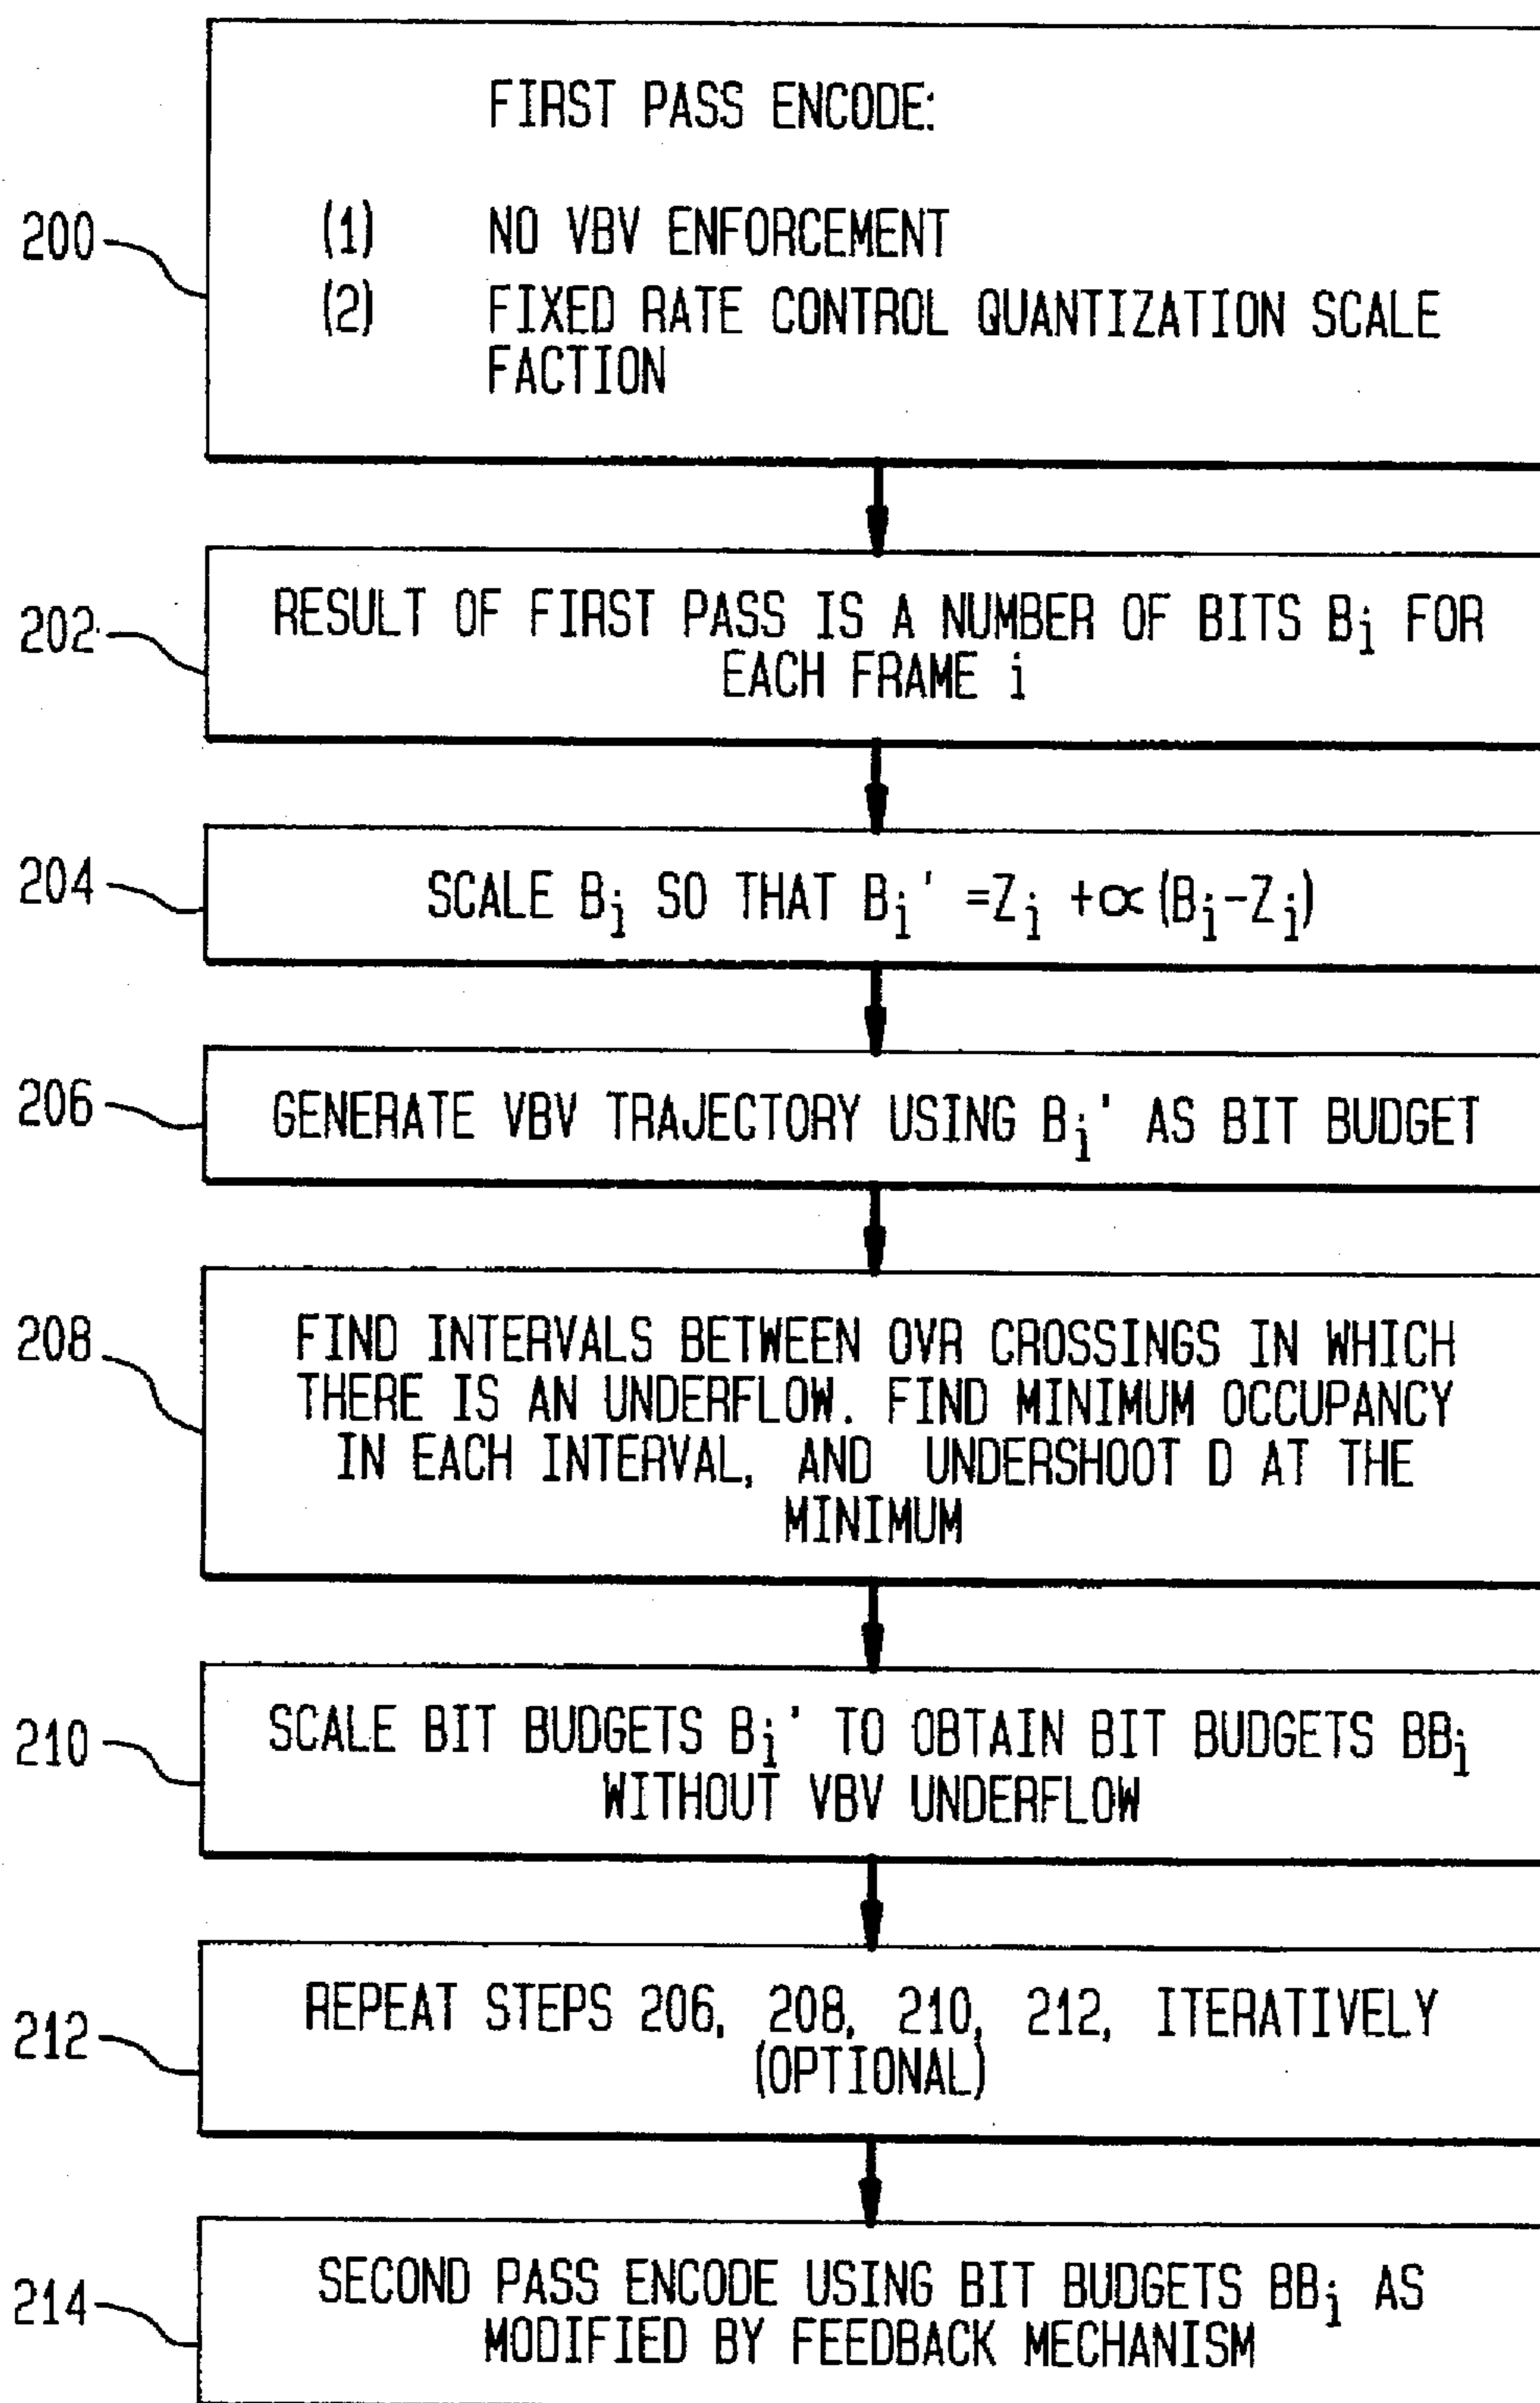 FIRST PASS ENCODE:
200
(1) NO VBV ENFORCEMENT
(2) FIXED RATE CONTROL QUANTIZATION SCALE
FACTION
202
RESULT OF FIRST PASS IS A NUMBER OF BITS Bi FOR
EACH FRAME i
204
SCALE Bi SO THAT Bi' =Zi +∝(Bi-Zi)
206
GENERATE VBV TRAJECTORY USING Bi' AS BIT BUDGET
208
FIND INTERVALS BETWEEN OVR CROSSINGS IN WHICH
THERE IS AN UNDERFLOW. FIND MINIMUM OCCUPANCY
IN EACH INTERVAL, AND UNDERSHOOT D AT THE
MINIMUM
210
SCALE BIT BUDGETS Bi' TO OBTAIN BIT BUDGETS BBi
WITHOUT VBV UNDERFLOW
212
REPEAT STEPS 206, 208, 210, 212, ITERATIVELY
(OPTIONAL)
214
SECOND PASS ENCODE USING BIT BUDGETS BBi AS
MODIFIED BY FEEDBACK MECHANISM